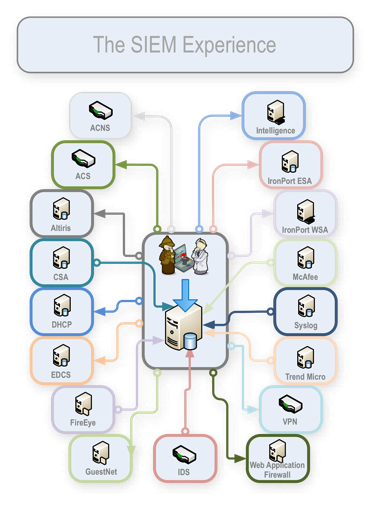 The SIEM Experience
ACNS
Intelligence
ACS
IronPort ESA
Altiris
IronPort WSA
CSA
McAfee
DHCP
Syslog
EDCS
Trend Micro
FireEye
VPN
GuestNet
IDS
Web Application
Firewall